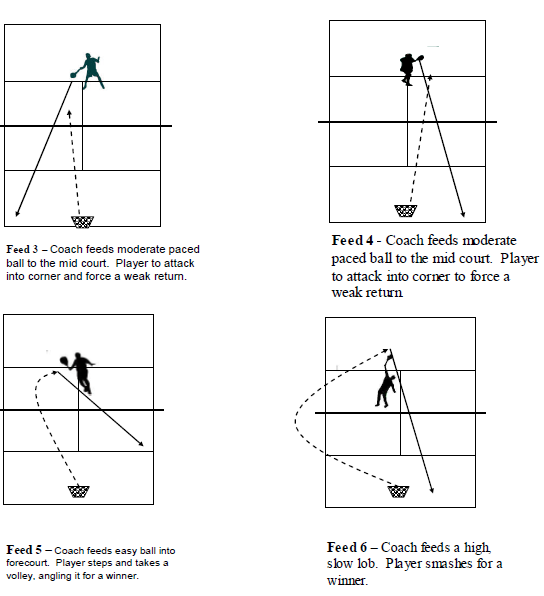 Feed 3 – Coach feeds moderate paced
ball to the mid court.  Player to attack
into corner and force a weak return.
Feed 4 - Coach feeds moderate
paced ball to the mid court.  Player
to attack into corner to force a
weak return
Feed 5 – Coach feeds easy ball into
forecourt.  Player steps and takes a
volley, angling it for a winner.
Feed 6 – Coach feeds a high,
slow lob.  Player smashes for a
winner.